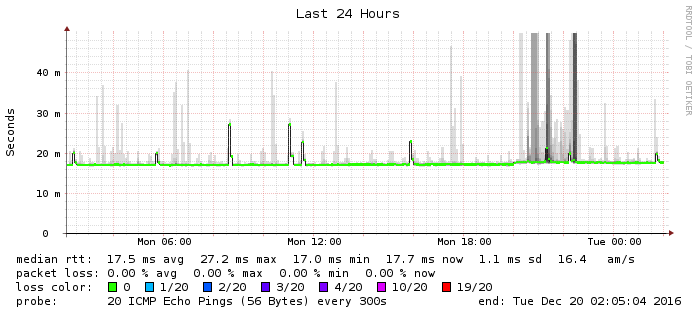 Last 24 Hours
RRDTOOL / TOBI OETIKER
Seconds
40 m
30 m
20 m
10 m
0
Mon 06:00 Mon 12:00 Mon 18:00 Tue 00:00
median rtt: 17.5 ms avg 27.2 ms max 17.0 ms min 17.7 ms now 1.1 ms sd 16.4 am/s
packet loss: 0.00 % avg 0.00 % max 0.00 % min 0.00 % now
loss color: 0 1/20 2/20 3/20 4/20 10/20 19/20
probe: 20 ICMP Echo Pings (56 Bytes) every 300s end: Tue Dec 20 02:05:04 2016